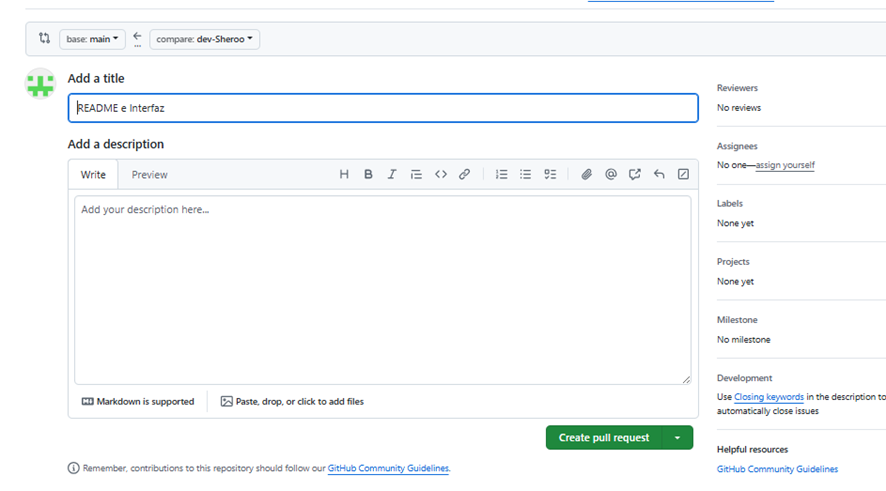 base: main
compare: dev-Sheroo
Add a title
README e Interfaz
Add a description
Write
Preview
Add your description here...
Markdown is supported
Paste, drop, or click to add files
Create pull request
Remember, contributions to this repository should follow our GitHub Community Guidelines.
Reviewers
No reviews
Assignees
No one—assign yourself
Labels
None yet
Projects
None yet
Milestone
No milestone
Development
Use Closing keywords in the description to
automatically close issues
Helpful resources
GitHub Community Guidelines